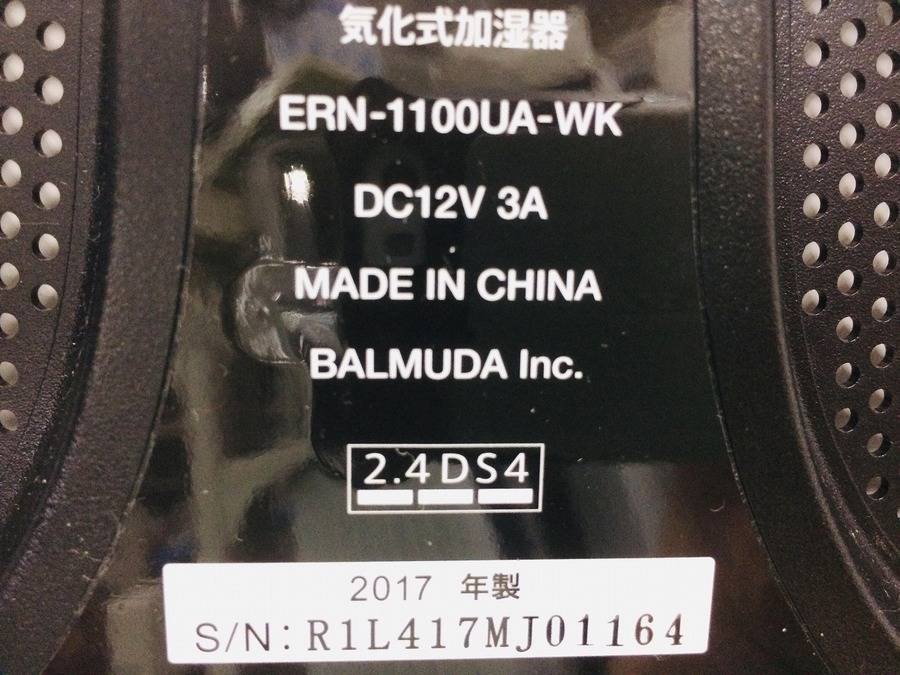 気化式加湿器
ERN-1100UA-WK
DC12V 3A
MADE IN CHINA
BALMUDA Inc.
2.4DS4
2017 年製
S/N: R1L417MJ01164